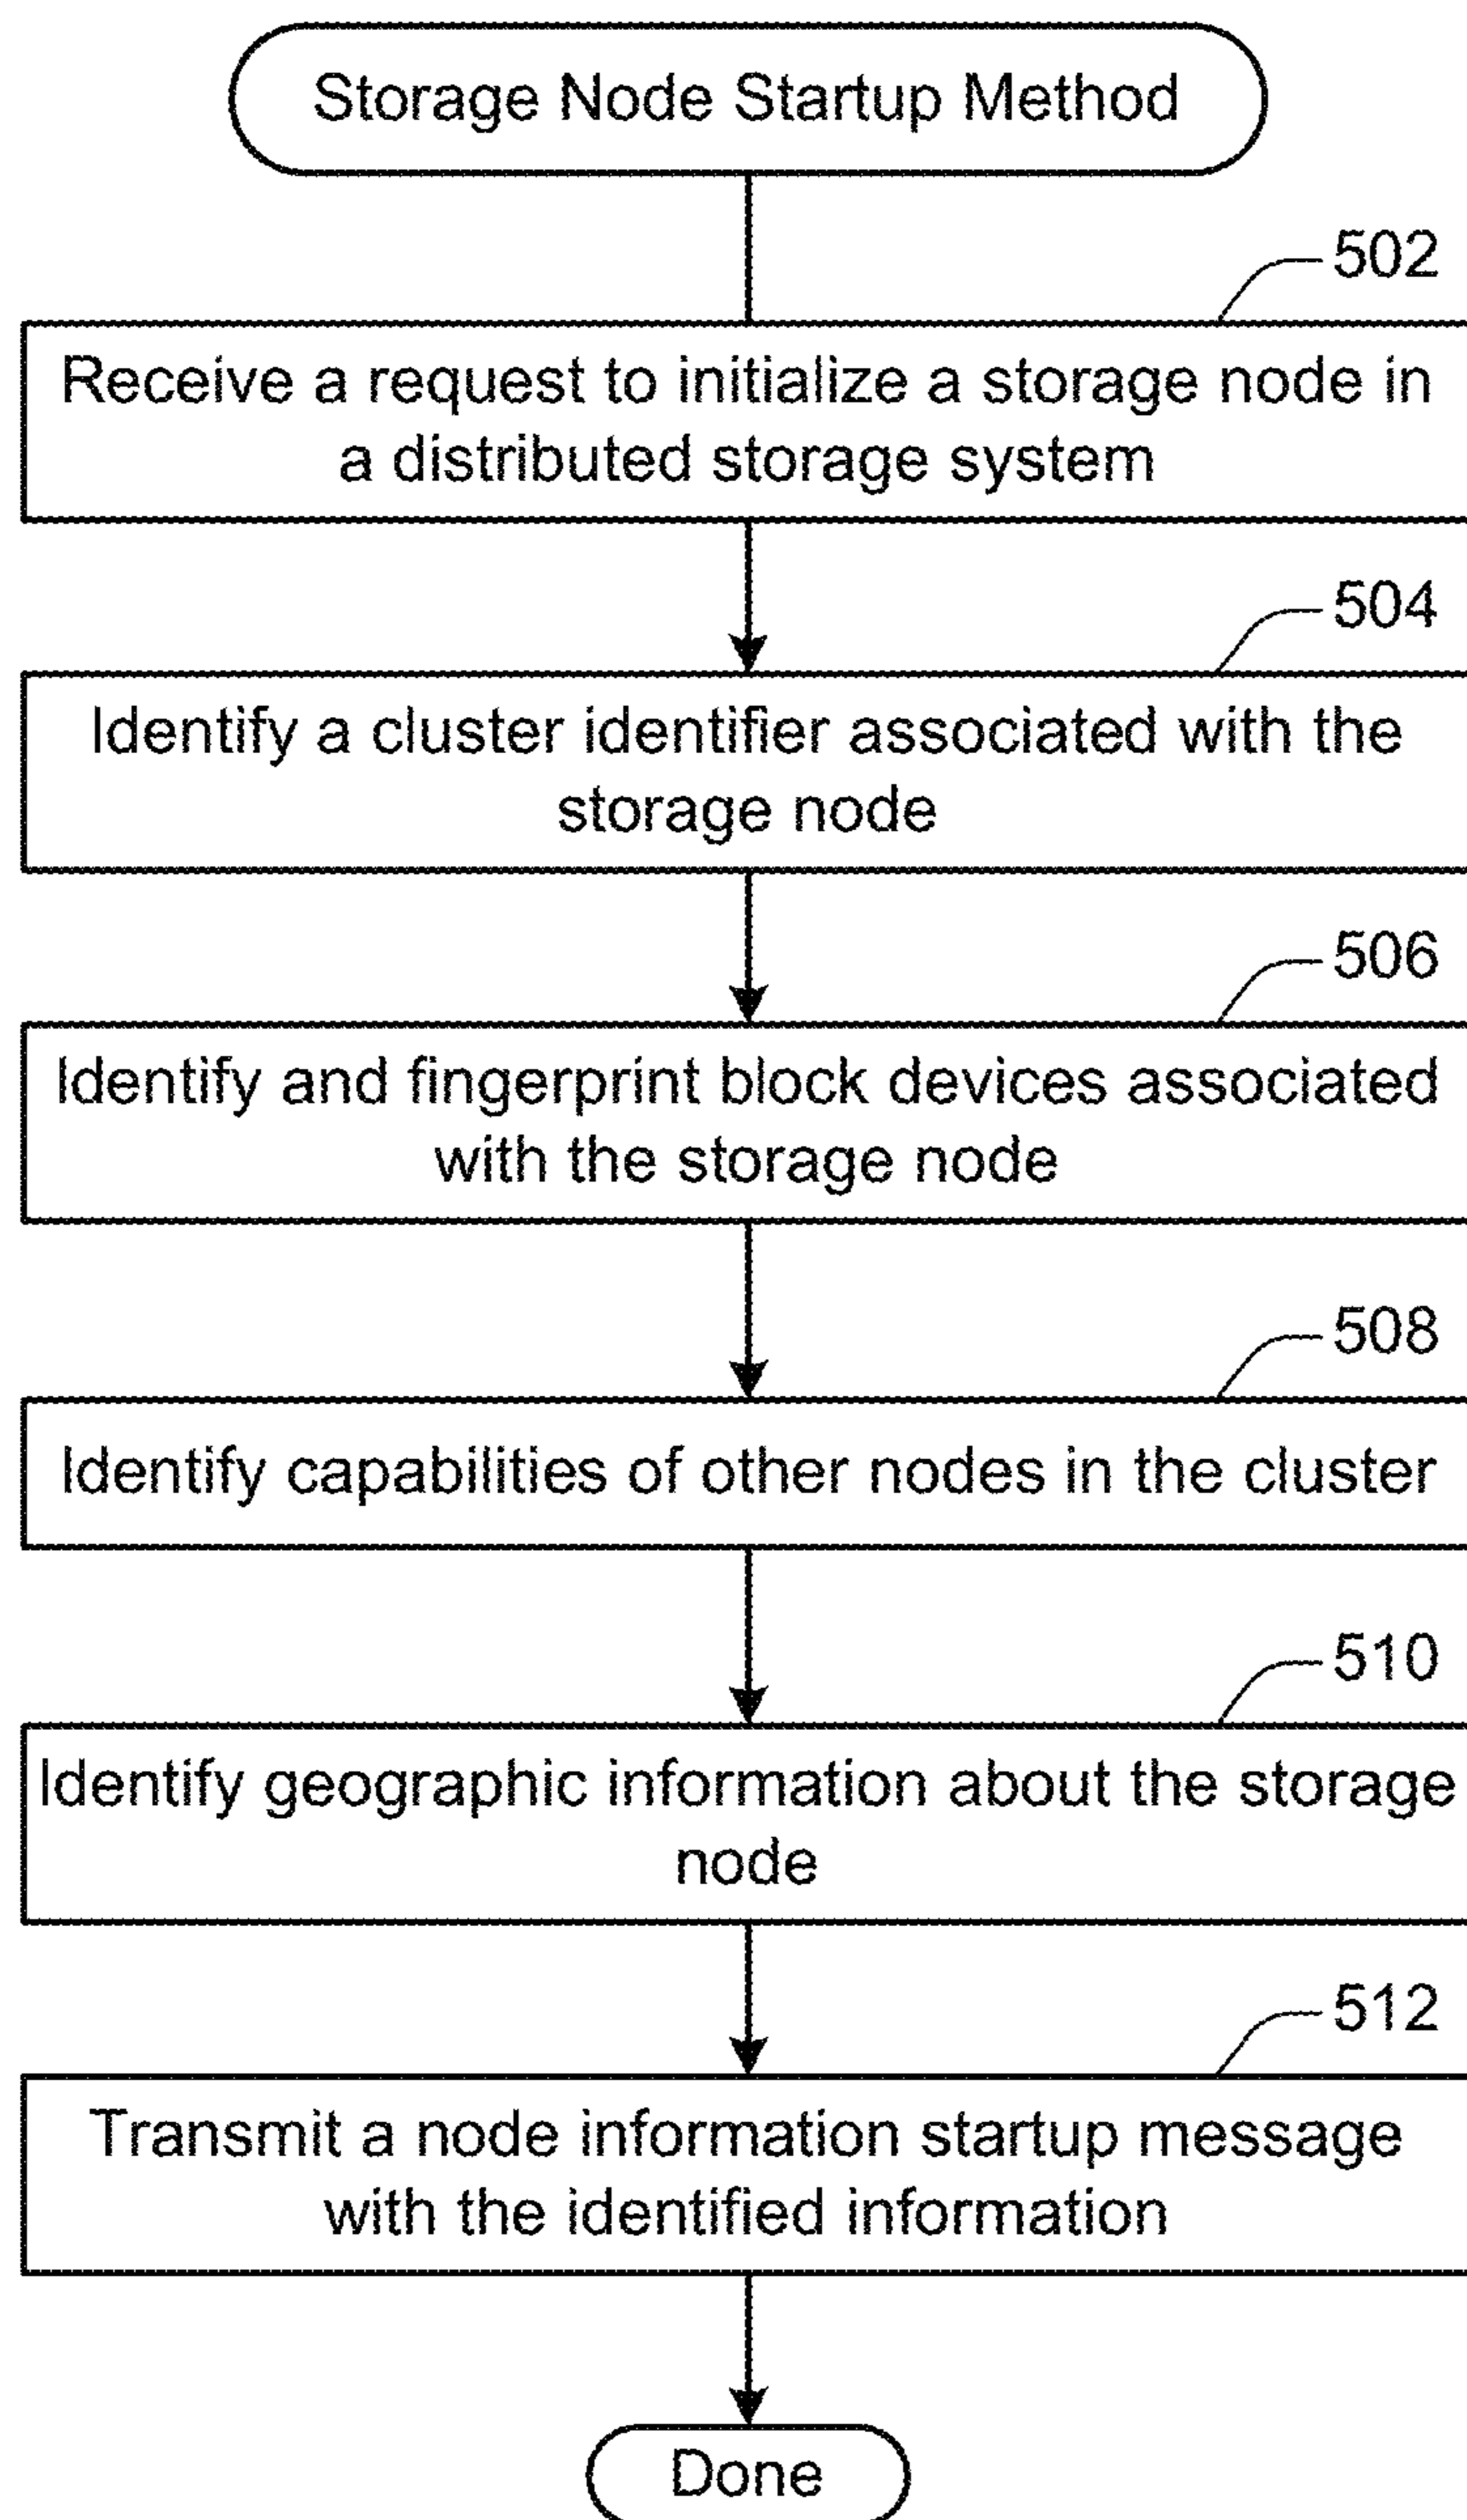 Storage Node Startup Method
502
Receive a request to initialize a storage node in
a distributed storage system
504
Identify a cluster identifier associated with the
storage node
506
Identify and fingerprint block devices associated
with the storage node
508
Identify capabilities of other nodes in the cluster
510
Identify geographic information about the storage
node
512
Transmit a node information startup message
with the identified information
Done